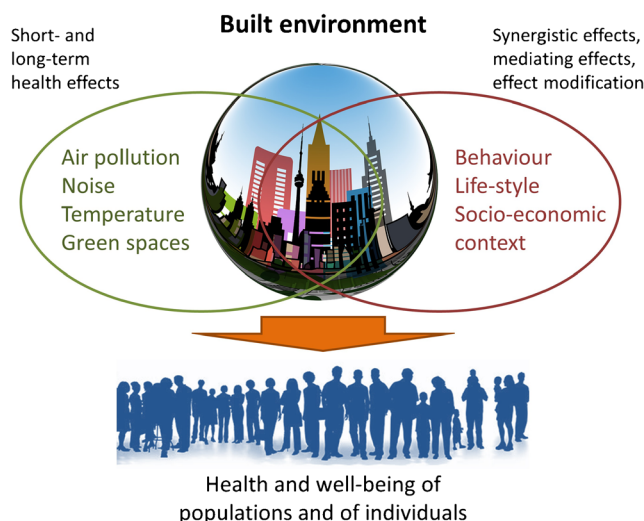 Built environment
Short- and
long-term
health effects
Synergistic effects,
mediating effects,
effect modification
Air pollution
Noise
Temperature
Green spaces
Behaviour
Life-style
Socio-economic
context
Health and well-being of
populations and of individuals